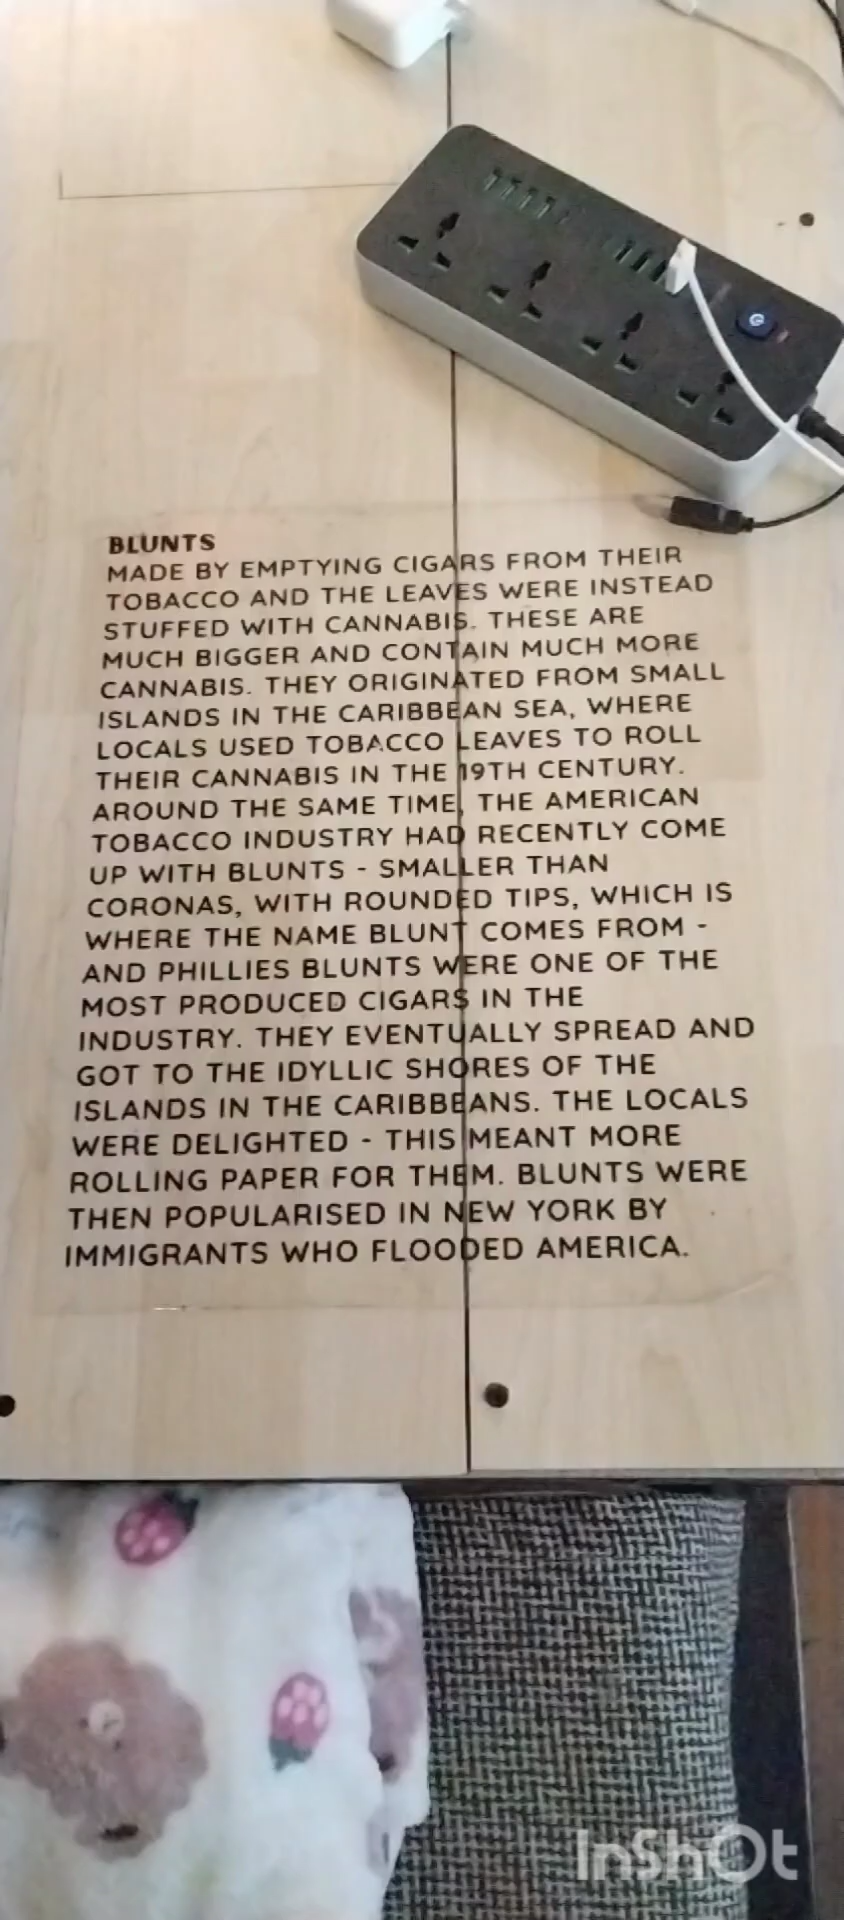 BLUNTS
MADE BY EMPTYING CIGARS FROM THEIR
TOBACCO AND THE LEAVES WERE INSTEAD
STUFFED WITH CANNABIS. THESE ARE
MUCH BIGGER AND CONTAIN MUCH MORE
CANNABIS. THEY ORIGINATED FROM SMALL
ISLANDS IN THE CARIBBEAN SEA, WHERE
LOCALS USED TOBACCO LEAVES TO ROLL
THEIR CANNABIS IN THE 19TH CENTURY.
AROUND THE SAME TIME, THE AMERICAN
TOBACCO INDUSTRY HAD RECENTLY COME
UP WITH BLUNTS - SMALLER THAN
CORONAS, WITH ROUNDED TIPS, WHICH IS
WHERE THE NAME BLUNT COMES FROM -
AND PHILLIES BLUNTS WERE ONE OF THE
MOST PRODUCED CIGARS IN THE
INDUSTRY. THEY EVENTUALLY SPREAD AND
GOT TO THE IDYLLIC SHORES OF THE
ISLANDS IN THE CARIBBEANS. THE LOCALS
WERE DELIGHTED - THIS MEANT MORE
ROLLING PAPER FOR THEM. BLUNTS WERE
THEN POPULARISED IN NEW YORK BY
IMMIGRANTS WHO FLOODED AMERICA.
InShOt